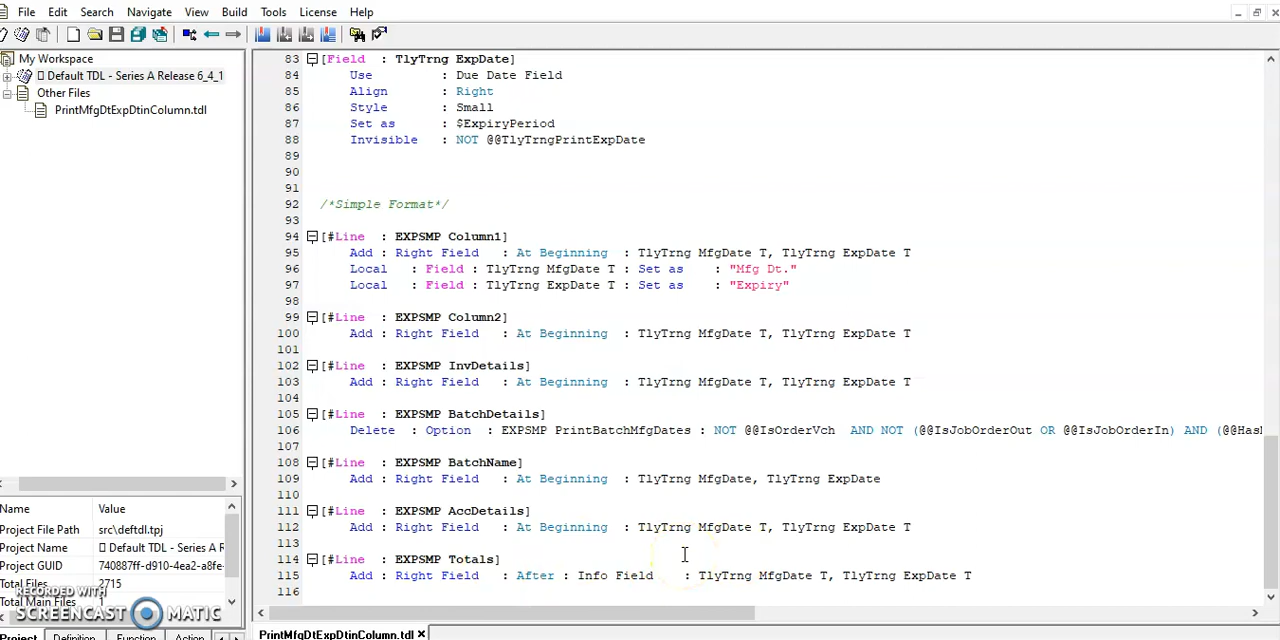 File Edit Search Navigate View Build Tools License Help
My Workspace
Default TDL - Series A Release 6_4_1
Other Files
PrintMfgDtExpDtinColumn.tdl
83 [Field : TlyTrng ExpDate]
84 Use : Due Date Field
85 Align : Right
86 Style : Small
87 Set as : $ExpiryPeriod
88 Invisible : NOT @@TlyTrngPrintExpDate
89
90
91
92 /*Simple Format*/
93
94 [#Line : EXPSMP Column1]
95 Add : Right Field : At Beginning : TlyTrng MfgDate T, TlyTrng ExpDate T
96 Local : Field : TlyTrng MfgDate T : Set as : "Mfg Dt."
97 Local : Field : TlyTrng ExpDate T : Set as : "Expiry"
98
99 [#Line : EXPSMP Column2]
100 Add : Right Field : At Beginning : TlyTrng MfgDate T, TlyTrng ExpDate T
101
102 [#Line : EXPSMP InvDetails]
103 Add : Right Field : At Beginning : TlyTrng MfgDate T, TlyTrng ExpDate T
104
105 [#Line : EXPSMP BatchDetails]
106 Delete : Option : EXPSMP PrintBatchMfgDates : NOT @@IsOrderVch AND NOT (@@IsJobOrderOut OR @@IsJobOrderIn) AND (@@Has
107
108 [#Line : EXPSMP BatchName]
109 Add : Right Field : At Beginning : TlyTrng MfgDate, TlyTrng ExpDate
110
111 [#Line : EXPSMP AccDetails]
112 Add : Right Field : At Beginning : TlyTrng MfgDate T, TlyTrng ExpDate T
113
114 [#Line : EXPSMP Totals]
115 Add : Right Field : After : Info Field : TlyTrng MfgDate T, TlyTrng ExpDate T
116
Name Value
Project File Path src\deftdl.tpj
Project Name Default TDL - Series A
Project GUID 740887ff-d910-4ea2-a8fe-
Total Files 2715
Total Main Files 1
RECORDED WITH
SCREENCAST MATIC
Project Definition Function Action
PrintMfgDtExpDtinColumn.tdl